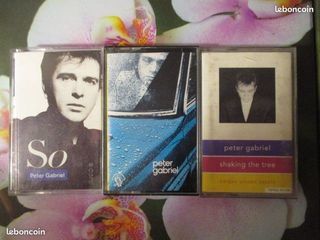 leboncoin
So
Peter Gabriel
peter
gabriel
peter gabriel
shaking the tree
leboncoin